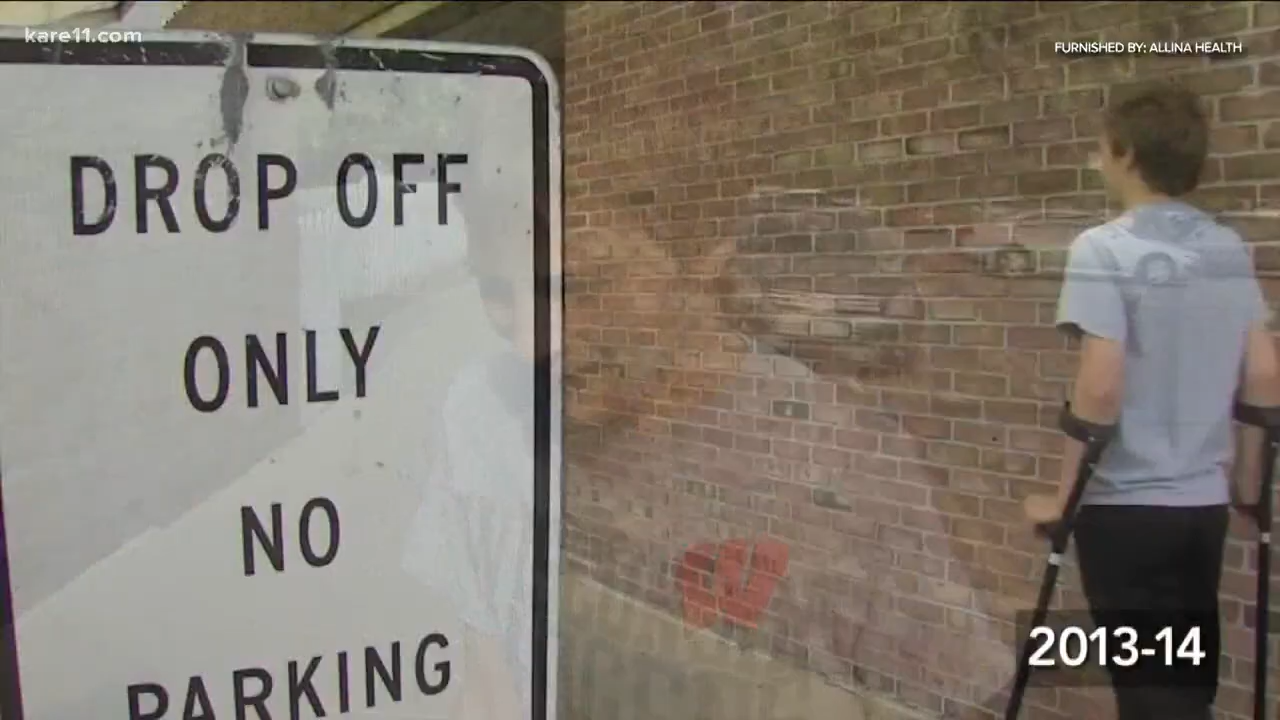 kare11.com
FURNISHED BY: ALLINA HEALTH
DROP OFF
ONLY
NO
PARKING
2013-14